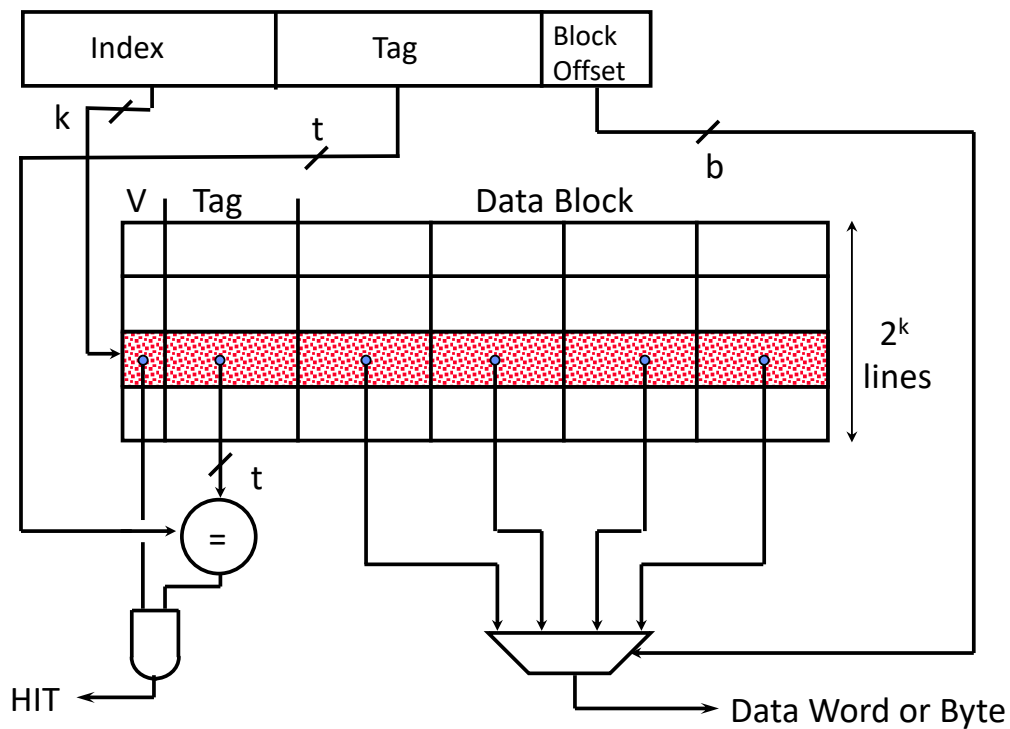 Index
Tag
Block
Offset
k
t
b
V
Tag
Data Block
2ᵏ
lines
t
=
HIT
Data Word or Byte